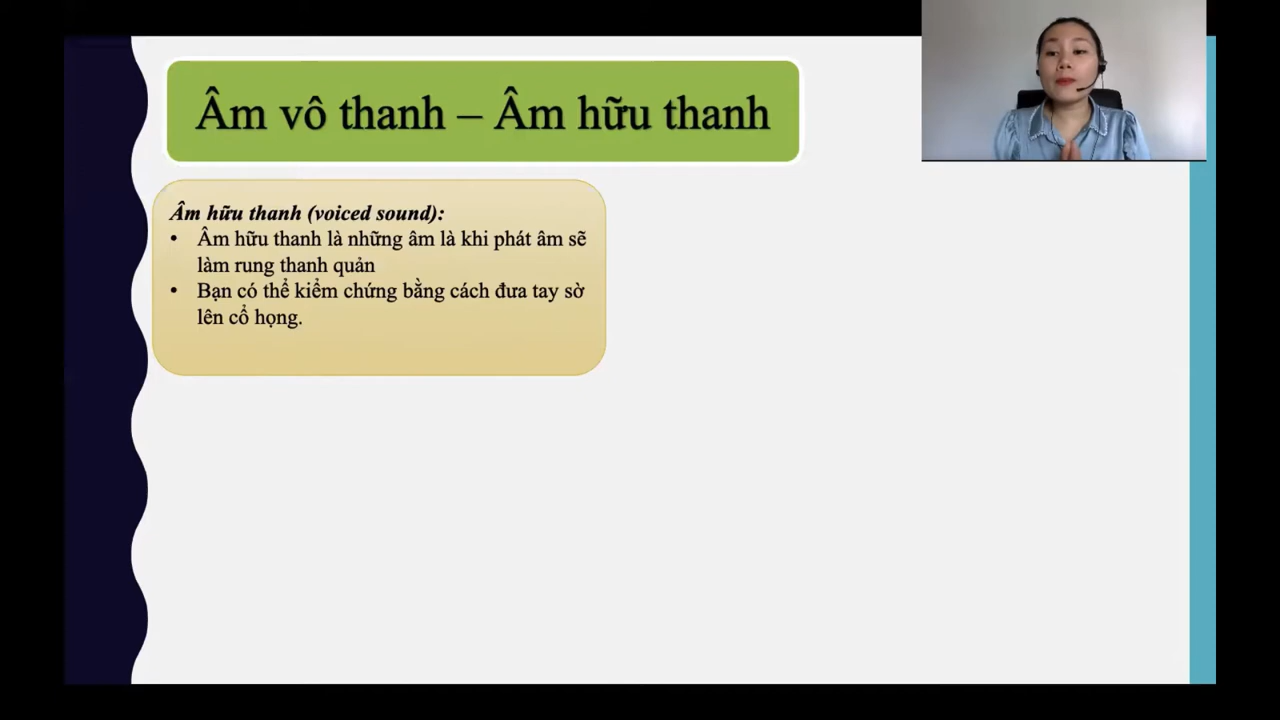 Âm vô thanh – Âm hữu thanh
Âm hữu thanh (voiced sound):
• Âm hữu thanh là những âm là khi phát âm sẽ
làm rung thanh quản
• Bạn có thể kiểm chứng bằng cách đưa tay sờ
lên cổ họng.